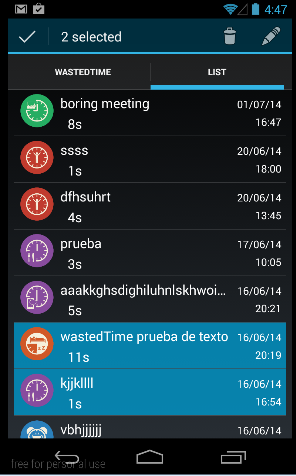 4:47
2 selected
WASTEDTIME LIST
boring meeting 01/07/14
8s 16:47
ssss 20/06/14
1s 18:00
dfhsuhrt 20/06/14
4s 13:45
prueba 17/06/14
3s 10:05
aaakkghsdighiluhnlskhwoi... 16/06/14
5s 20:21
wastedTime prueba de texto 16/06/14
11s 20:19
kjjkllll 16/06/14
1s 16:54
vbhjjjjjj 16/06/14
free for personal use